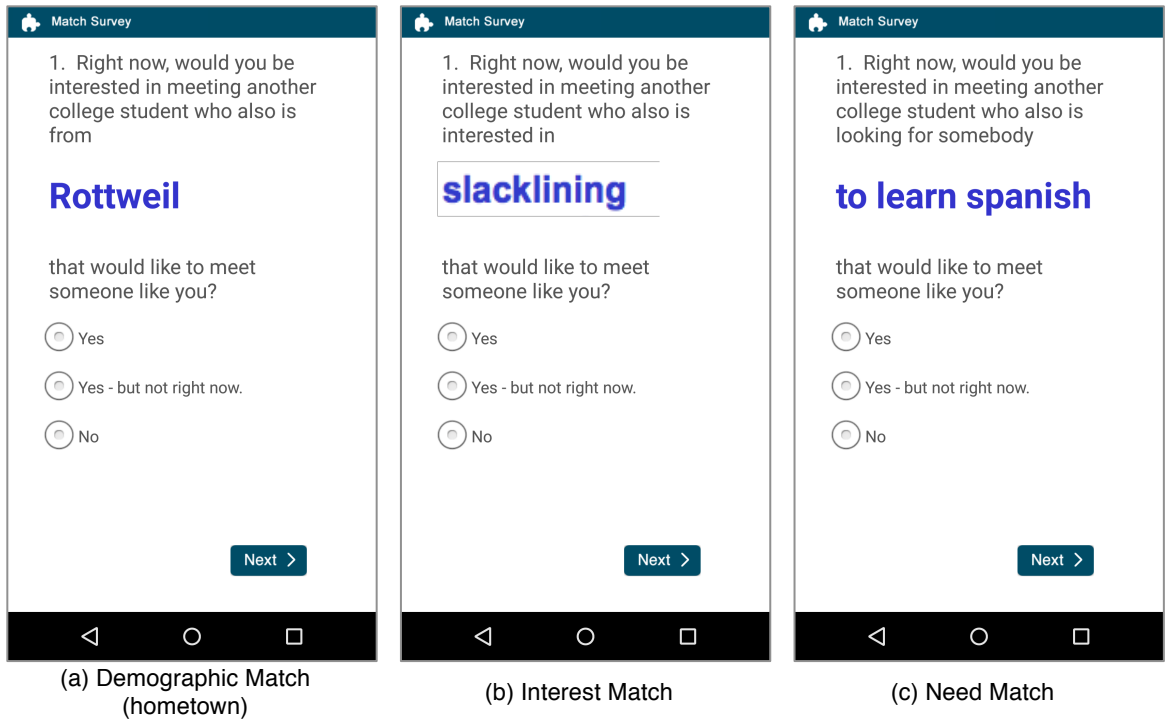 Match Survey
1. Right now, would you be
interested in meeting another
college student who also is
from
Rottweil
that would like to meet
someone like you?
Yes
Yes - but not right now.
No
Next
(a) Demographic Match
(hometown)
Match Survey
1. Right now, would you be
interested in meeting another
college student who also is
interested in
slacklining
that would like to meet
someone like you?
Yes
Yes - but not right now.
No
Next
(b) Interest Match
Match Survey
1. Right now, would you be
interested in meeting another
college student who also is
looking for somebody
to learn spanish
that would like to meet
someone like you?
Yes
Yes - but not right now.
No
Next
(c) Need Match